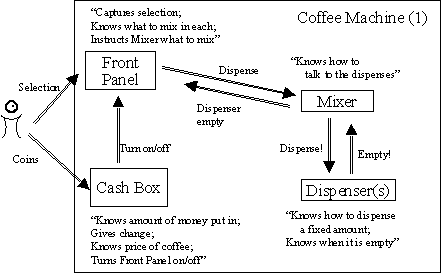 Coffee Machine (1)
“Captures selection;
Knows what to mix in each;
Instructs Mixer what to mix”
Front
Panel
Selection
Dispense
Dispenser
empty
“Knows how to
talk to the dispenses”
Mixer
Coins
Turn on/off
Dispense!
Empty!
Cash Box
Dispenser(s)
“Knows amount of money put in;
Gives change;
Knows price of coffee;
Turns Front Panel on/off”
“Knows how to dispense
a fixed amount;
Knows when it is empty”